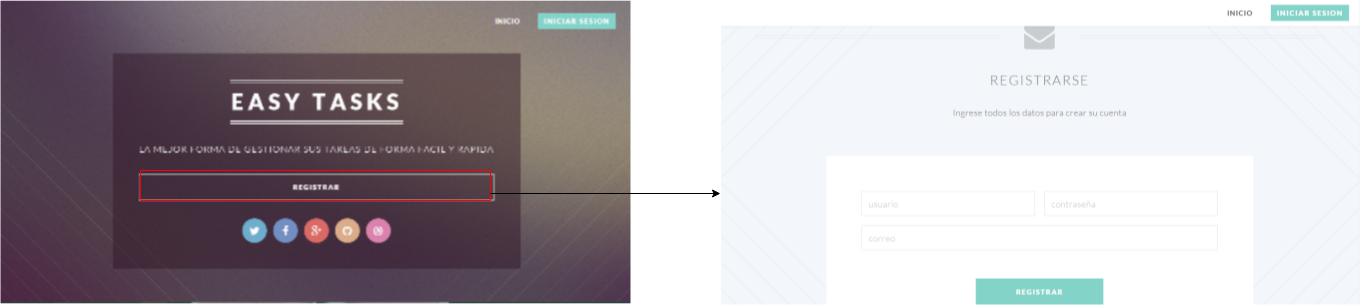 INICIO INICIAR SESION
EASY TASKS
LA MEJOR FORMA DE GESTIONAR SUS TAREAS DE FORMA FACIL Y RAPIDA
REGISTRAR
INICIO INICIAR SESION
REGISTRARSE
Ingrese todos los datos para crear su cuenta
usuario contraseña
correo
REGISTRAR